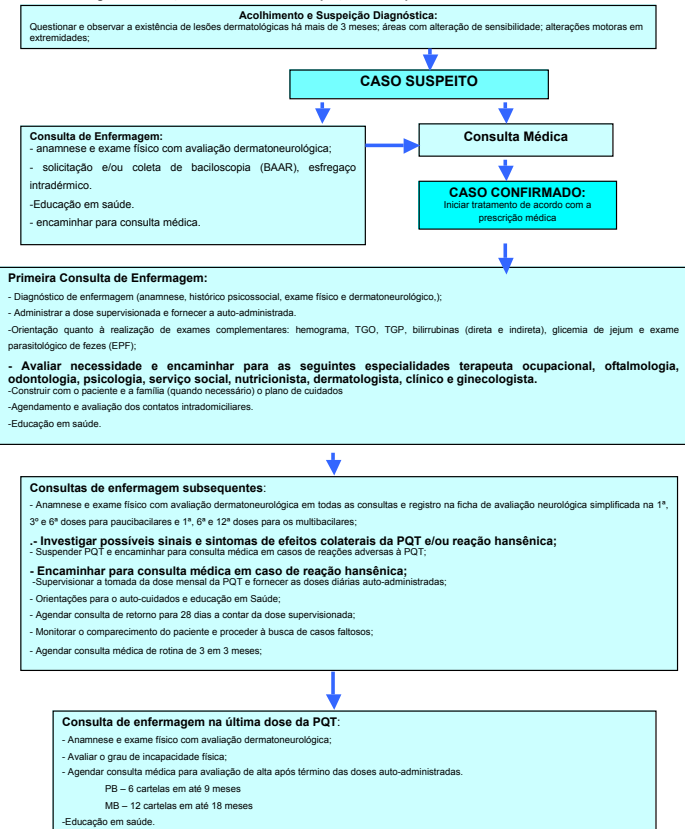 Acolhimento e Suspeição Diagnóstica:
Questionar e observar a existência de lesões dermatológicas há mais de 3 meses; áreas com alteração de sensibilidade; alterações motoras em
extremidades;
CASO SUSPEITO
Consulta de Enfermagem:
- anamnese e exame físico com avaliação dermatoneurológica;
- solicitação e/ou coleta de baciloscopia (BAAR), esfregaço
intradérmico.
-Educação em saúde.
- encaminhar para consulta médica.
Consulta Médica
CASO CONFIRMADO:
Iniciar tratamento de acordo com a
prescrição médica
Primeira Consulta de Enfermagem:
- Diagnóstico de enfermagem (anamnese, histórico psicossocial, exame físico e dermatoneurológico,);
- Administrar a dose supervisionada e fornecer a auto-administrada.
-Orientação quanto à realização de exames complementares: hemograma, TGO, TGP, bilirrubinas (direta e indireta), glicemia de jejum e exame
parasitológico de fezes (EPF);
- Avaliar necessidade e encaminhar para as seguintes especialidades terapeuta ocupacional, oftalmologia,
odontologia, psicologia, serviço social, nutricionista, dermatologista, clínico e ginecologista.
-Construir com o paciente e a família (quando necessário) o plano de cuidados
-Agendamento e avaliação dos contatos intradomiciliares.
-Educação em saúde.
Consultas de enfermagem subsequentes:
- Anamnese e exame físico com avaliação dermatoneurológica em todas as consultas e registro na ficha de avaliação neurológica simplificada na 1ª,
3º e 6ª doses para paucibacilares e 1ª, 6ª e 12ª doses para os multibacilares;
.- Investigar possíveis sinais e sintomas de efeitos colaterais da PQT e/ou reação hansênica;
- Suspender PQT e encaminhar para consulta médica em casos de reações adversas à PQT;
- Encaminhar para consulta médica em caso de reação hansênica;
-Supervisionar a tomada da dose mensal da PQT e fornecer as doses diárias auto-administradas;
- Orientações para o auto-cuidados e educação em Saúde;
- Agendar consulta de retorno para 28 dias a contar da dose supervisionada;
- Monitorar o comparecimento do paciente e proceder à busca de casos faltosos;
- Agendar consulta médica de rotina de 3 em 3 meses;
Consulta de enfermagem na última dose da PQT:
- Anamnese e exame físico com avaliação dermatoneurológica;
- Avaliar o grau de incapacidade física;
- Agendar consulta médica para avaliação de alta após término das doses auto-administradas.
PB – 6 cartelas em até 9 meses
MB – 12 cartelas em até 18 meses
-Educação em saúde.